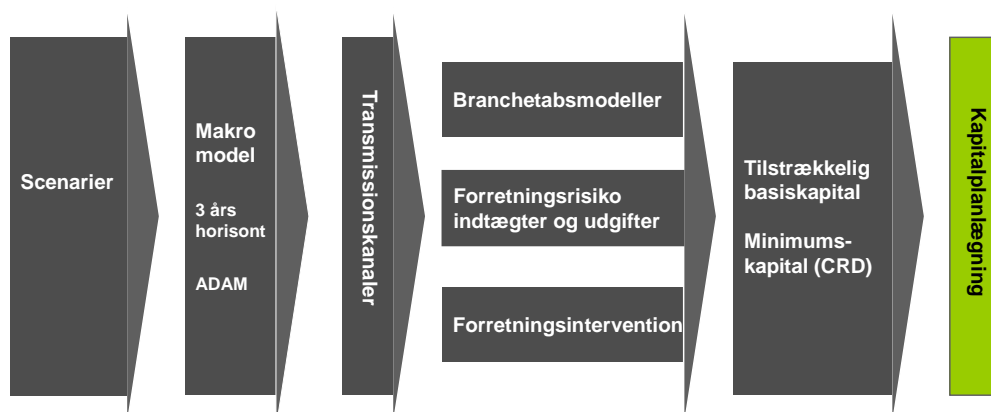 Scenarier
Makro
model
3 års
horisont
ADAM
Transmissionskanaler
Branchetabsmodeller
Forretningsrisiko
indtægter og udgifter
Forretningsintervention
Tilstrækkelig
basiskapital
Minimums-
kapital (CRD)
Kapitalplanlægning